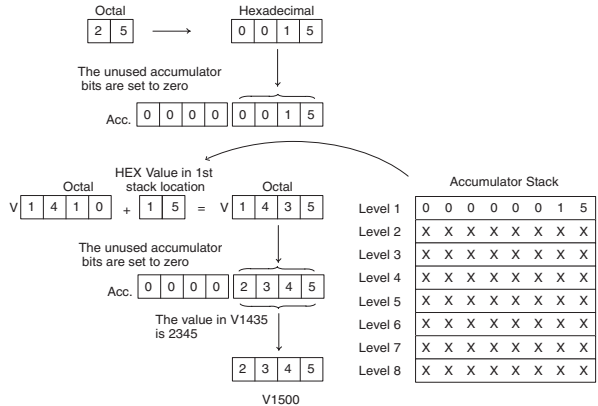 Octal
2 5
Hexadecimal
0 0 1 5
The unused accumulator
bits are set to zero
Acc. 0 0 0 0 0 0 1 5
HEX Value in 1st
stack location
Octal
V 1 4 1 0 + 1 5 = V 1 4 3 5
Octal
The unused accumulator
bits are set to zero
Acc. 0 0 0 0 2 3 4 5
The value in V1435
is 2345
2 3 4 5
V1500
Accumulator Stack
Level 1 0 0 0 0 0 0 1 5
Level 2 X X X X X X X X
Level 3 X X X X X X X X
Level 4 X X X X X X X X
Level 5 X X X X X X X X
Level 6 X X X X X X X X
Level 7 X X X X X X X X
Level 8 X X X X X X X X